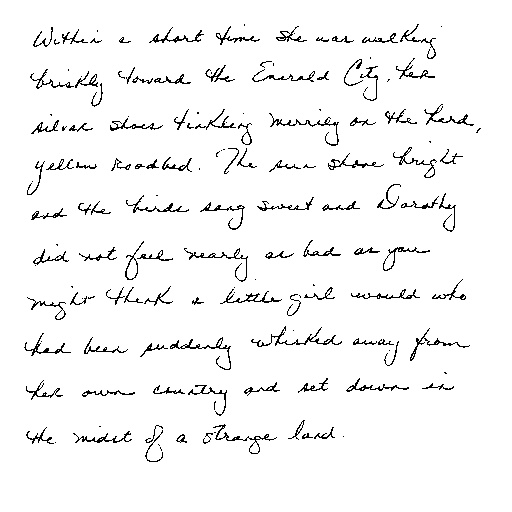 Within a short time she was walking
briskly toward the Emerald City, her
silver shoes tinkling merrily on the hard,
yellow roadbed. The sun shone bright
and the birds sang sweet and Dorothy
did not feel nearly as bad as you
might think a little girl would who
had been suddenly whisked away from
her own country and set down in
the midst of a strange land.